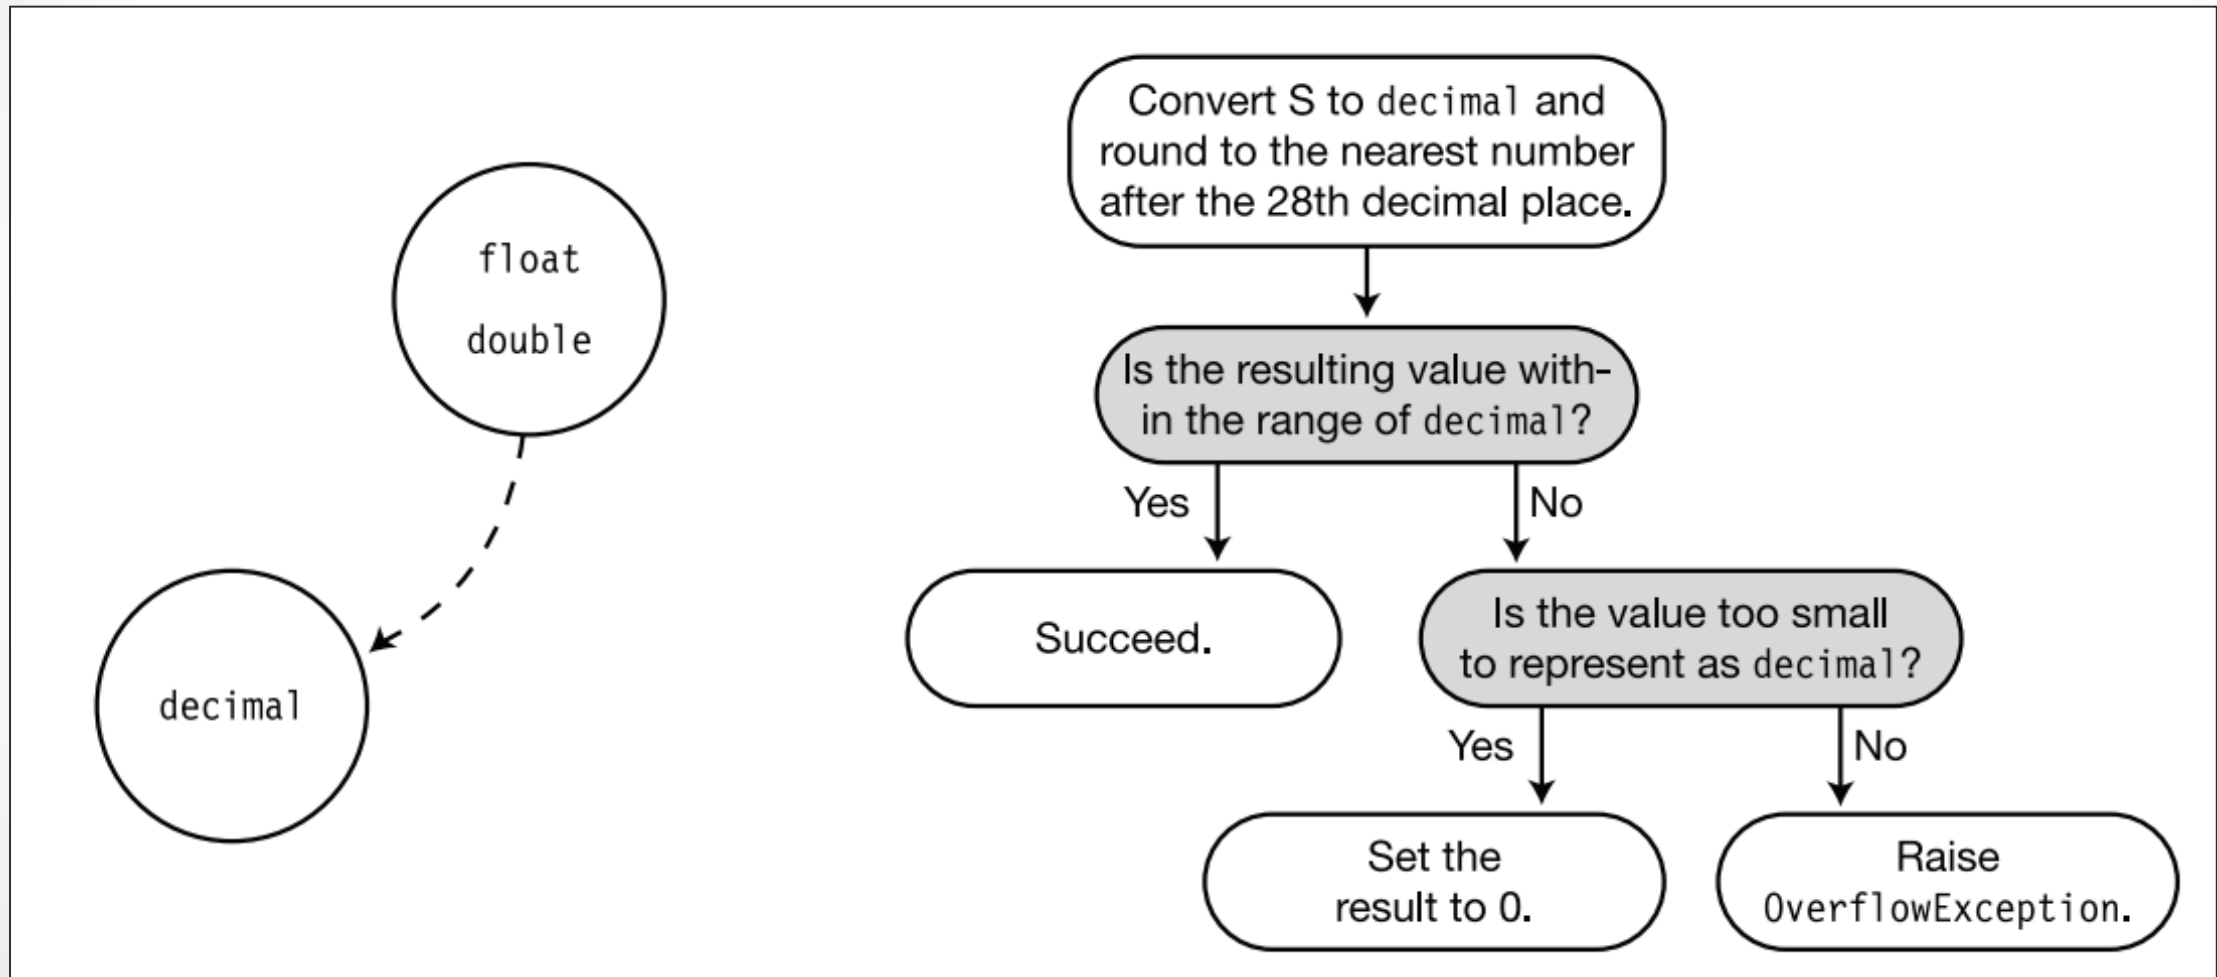 float
double
decimal
Convert S to decimal and
round to the nearest number
after the 28th decimal place.
Is the resulting value with-
in the range of decimal?
Yes
No
Succeed.
Is the value too small
to represent as decimal?
Yes
No
Set the
result to 0.
Raise
OverflowException.